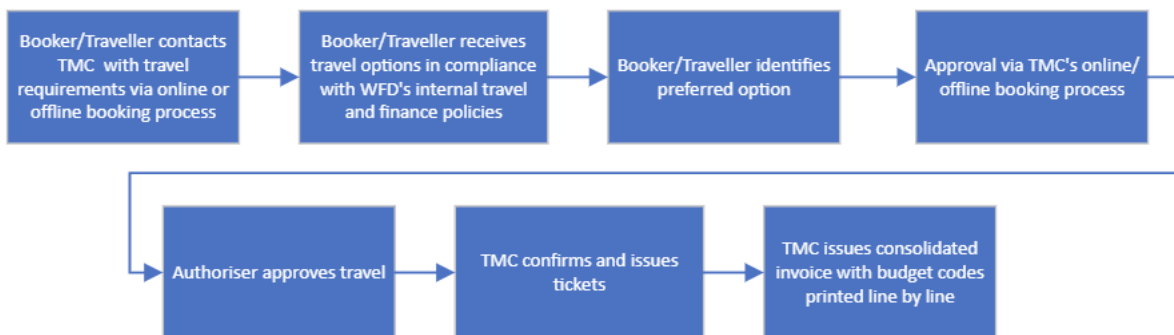 Booker/Traveller contacts
TMC with travel
requirements via online or
offline booking process
Booker/Traveller receives
travel options in compliance
with WFD's internal travel
and finance policies
Booker/Traveller identifies
preferred option
Approval via TMC's online/
offline booking process
Authoriser approves travel
TMC confirms and issues
tickets
TMC issues consolidated
invoice with budget codes
printed line by line